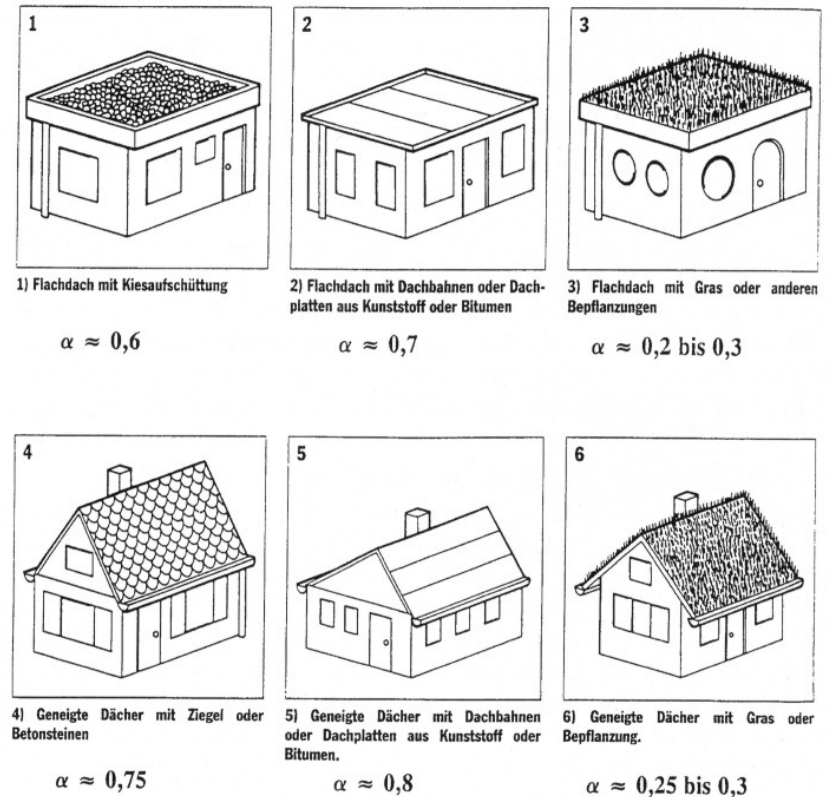 1
2
3
1) Flachdach mit Kiesaufschüttung
2) Flachdach mit Dachbahnen oder Dach-
platten aus Kunststoff oder Bitumen
3) Flachdach mit Gras oder anderen
Bepflanzungen
α ≈ 0,6
α ≈ 0,7
α ≈ 0,2 bis 0,3
4
5
6
4) Geneigte Dächer mit Ziegel oder
Betonsteinen
5) Geneigte Dächer mit Dachbahnen
oder Dachplatten aus Kunststoff oder
Bitumen.
6) Geneigte Dächer mit Gras oder
Bepflanzung.
α ≈ 0,75
α ≈ 0,8
α ≈ 0,25 bis 0,3